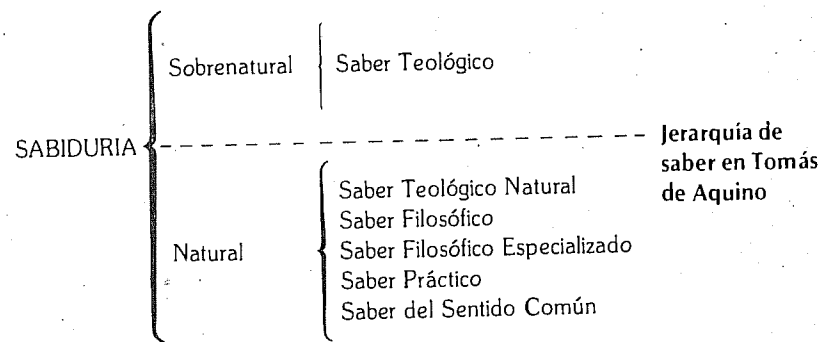 Sobrenatural
Saber Teológico
SABIDURIA
Jerarquía de
saber en Tomás
de Aquino
Natural
Saber Teológico Natural
Saber Filosófico
Saber Filosófico Especializado
Saber Práctico
Saber del Sentido Común